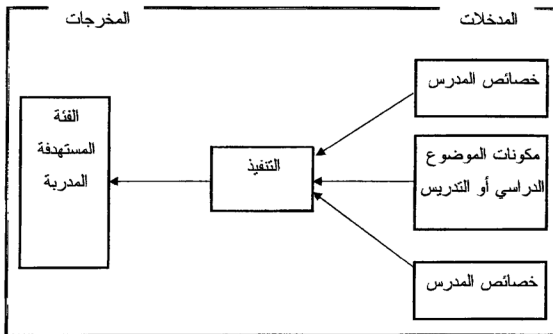 المدخلات
المخرجات
خصائص المدرس
مكونات الموضوع
الدراسي أو التدريس
خصائص المدرس
التنفيذ
الفئة
المستهدفة
المدربة